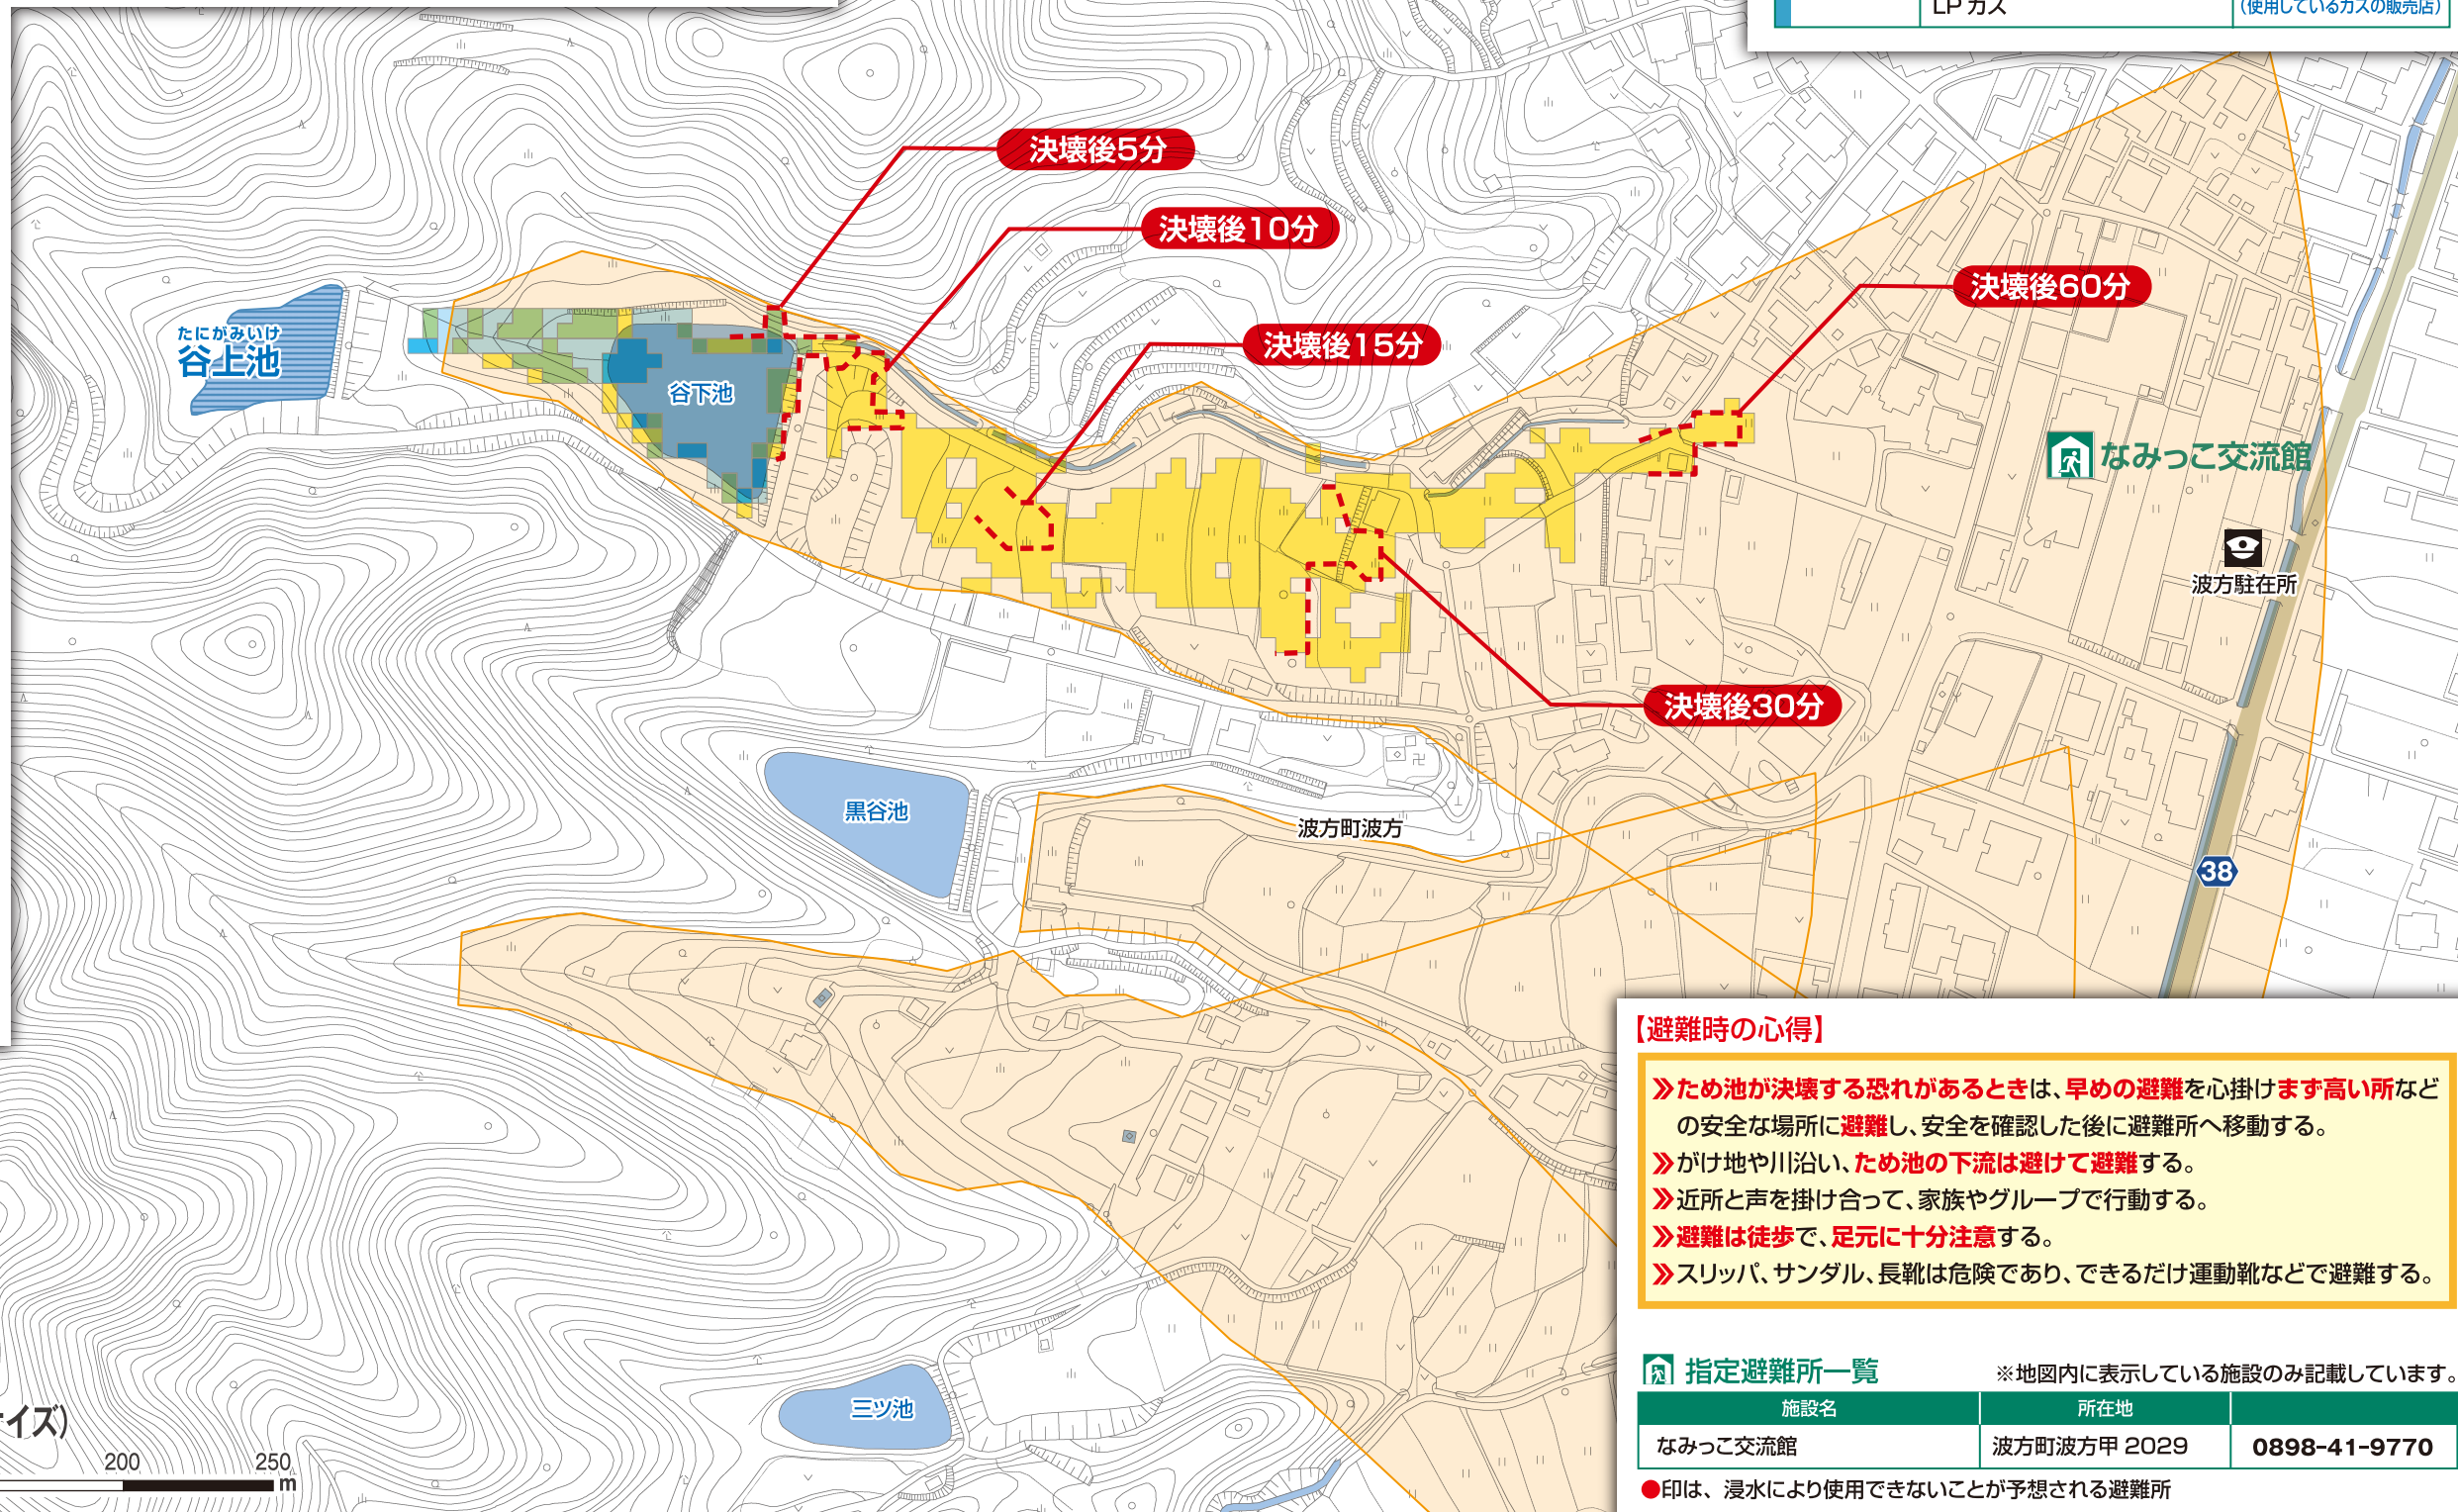 LPガス
(使用しているガスの販売店)
決壊後5分
決壊後10分
決壊後60分
決壊後15分
たにがみいけ
谷上池
谷下池
なみっこ交流館
波方駐在所
決壊後30分
黒谷池
波方町波方
38
【避難時の心得】
ため池が決壊する恐れがあるときは、早めの避難を心掛けまず高い所など
の安全な場所に避難し、安全を確認した後に避難所へ移動する。
がけ地や川沿い、ため池の下流は避けて避難する。
近所と声を掛け合って、家族やグループで行動する。
避難は徒歩で、足元に十分注意する。
スリッパ、サンダル、長靴は危険であり、できるだけ運動靴などで避難する。
三ツ池
指定避難所一覧
※地図内に表示している施設のみ記載しています。
施設名 所在地
なみっこ交流館 波方町波方甲2029 0898-41-9770
●印は、浸水により使用できないことが予想される避難所
イズ)
200 250
m